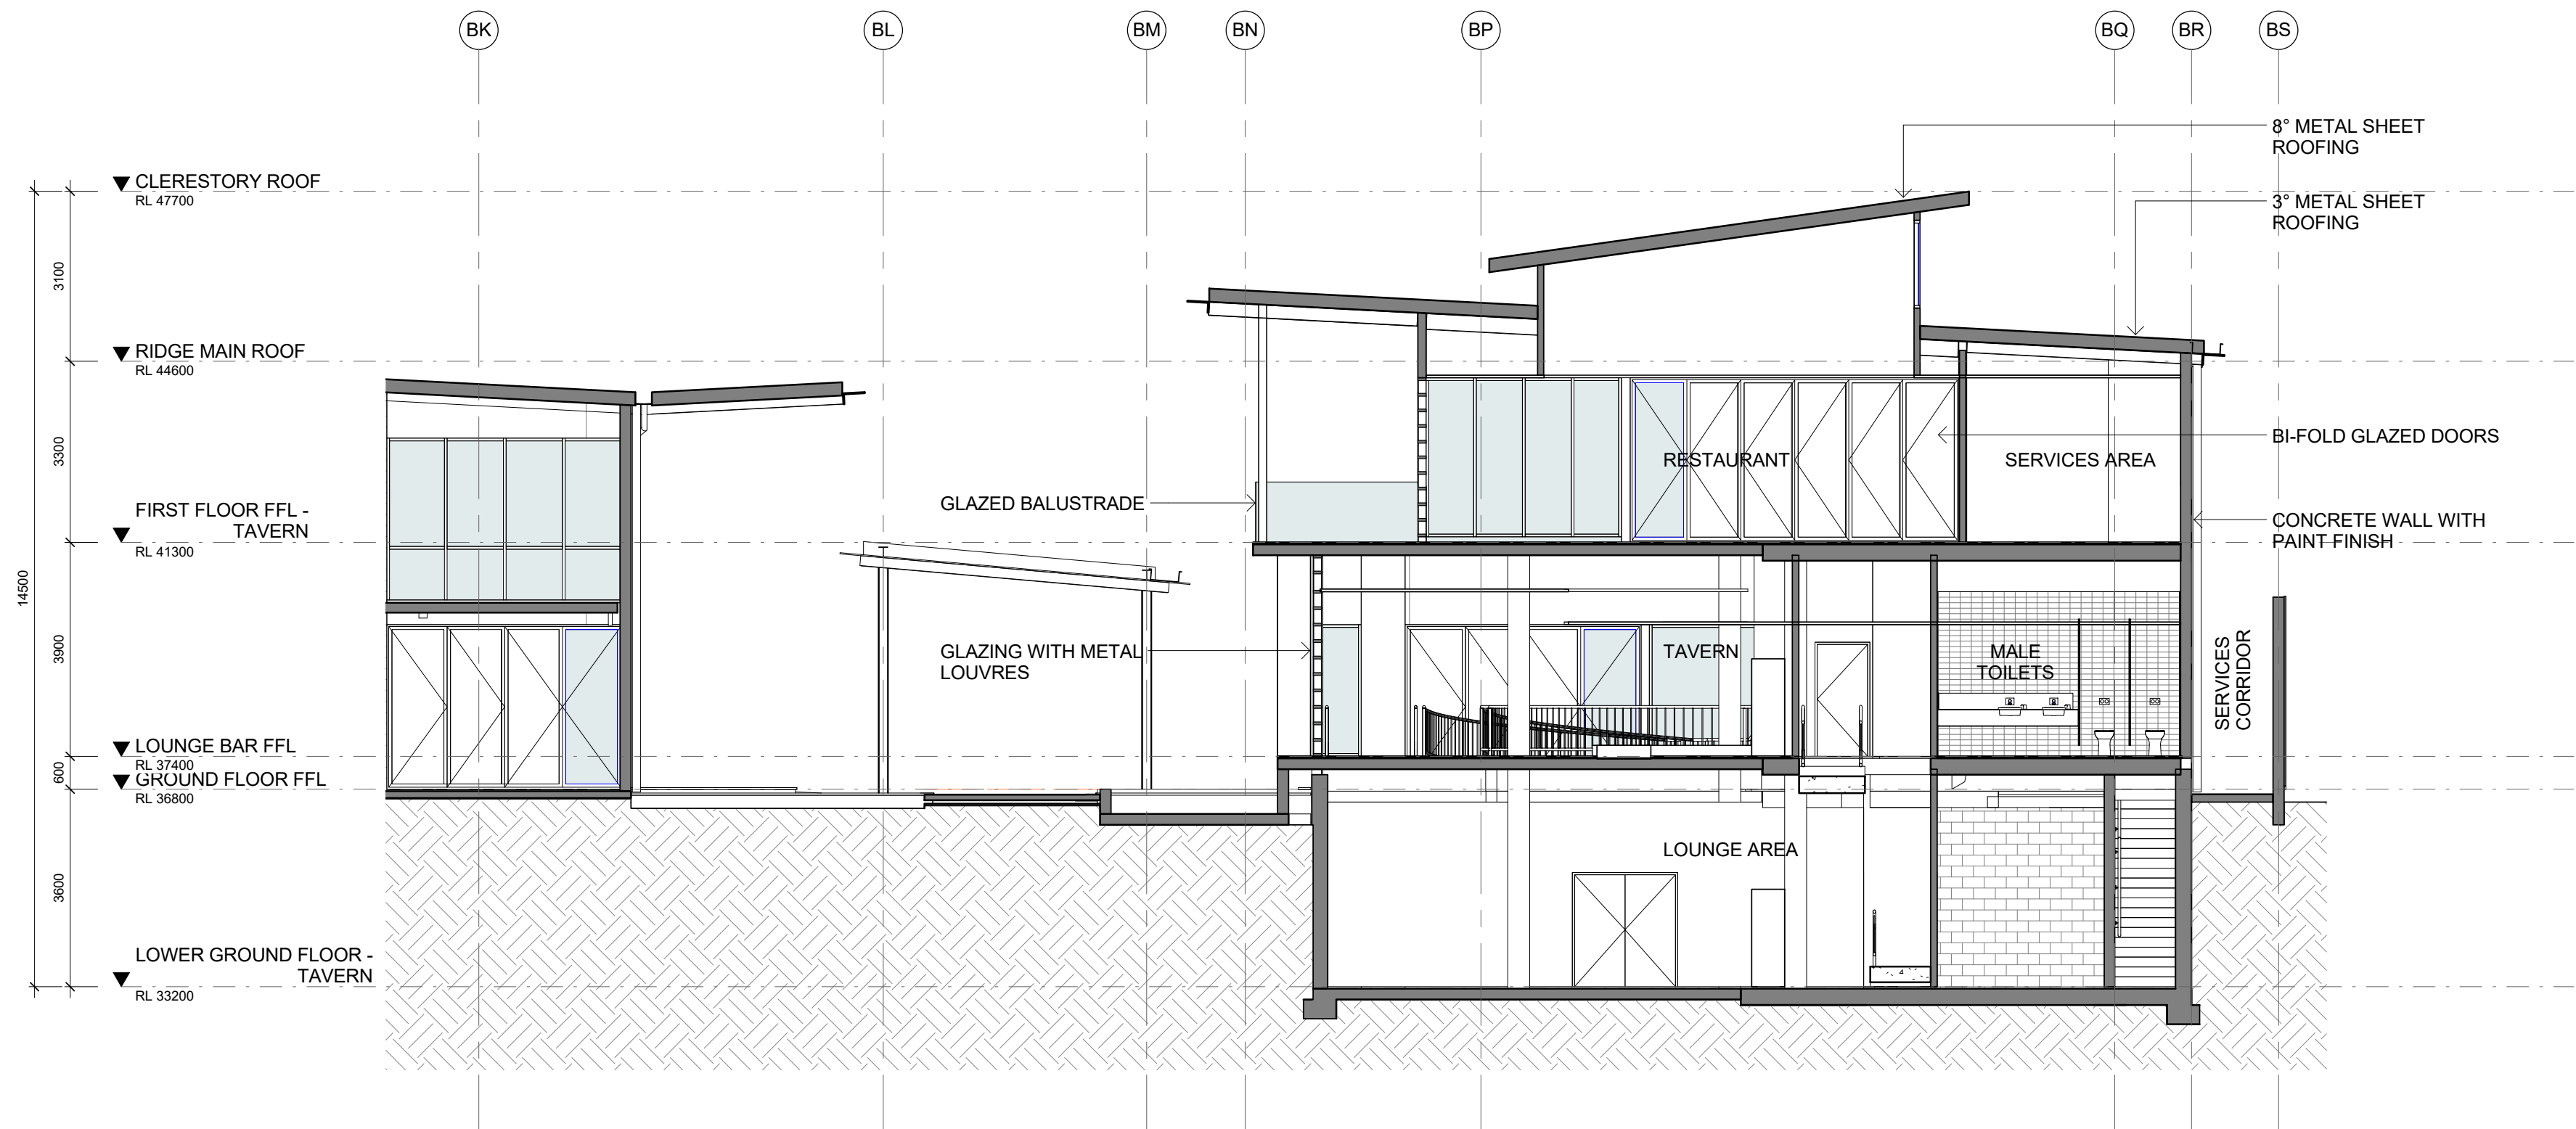 BK
BL
BM
BN
BP
BQ
BR
BS
8° METAL SHEET
ROOFING
CLERESTORY ROOF
RL 47700
3° METAL SHEET
ROOFING
3100
RIDGE MAIN ROOF
RL 44600
3300
BI-FOLD GLAZED DOORS
RESTAURANT
SERVICES AREA
GLAZED BALUSTRADE
FIRST FLOOR FFL -
TAVERN
RL 41300
CONCRETE WALL WITH
PAINT FINISH
14500
3900
GLAZING WITH METAL
LOUVRES
TAVERN
MALE
TOILETS
SERVICES
CORRIDOR
LOUNGE BAR FFL
RL 37400
600
GROUND FLOOR FFL
RL 36800
LOUNGE AREA
3600
LOWER GROUND FLOOR -
TAVERN
RL 33200